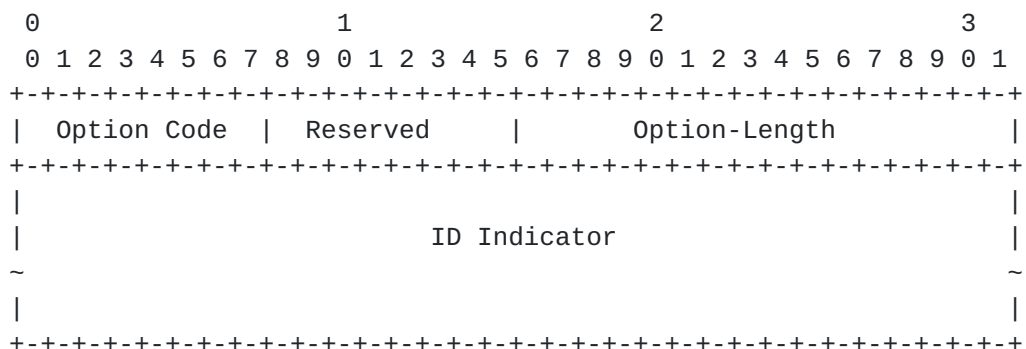 0                   1                   2                   3
 0 1 2 3 4 5 6 7 8 9 0 1 2 3 4 5 6 7 8 9 0 1 2 3 4 5 6 7 8 9 0 1
+-+-+-+-+-+-+-+-+-+-+-+-+-+-+-+-+-+-+-+-+-+-+-+-+-+-+-+-+-+-+-+-+
|  Option Code  |  Reserved     |       Option-Length           |
+-+-+-+-+-+-+-+-+-+-+-+-+-+-+-+-+-+-+-+-+-+-+-+-+-+-+-+-+-+-+-+-+
|                                                               |
|                          ID Indicator                         |
~                                                               ~
|                                                               |
+-+-+-+-+-+-+-+-+-+-+-+-+-+-+-+-+-+-+-+-+-+-+-+-+-+-+-+-+-+-+-+-+